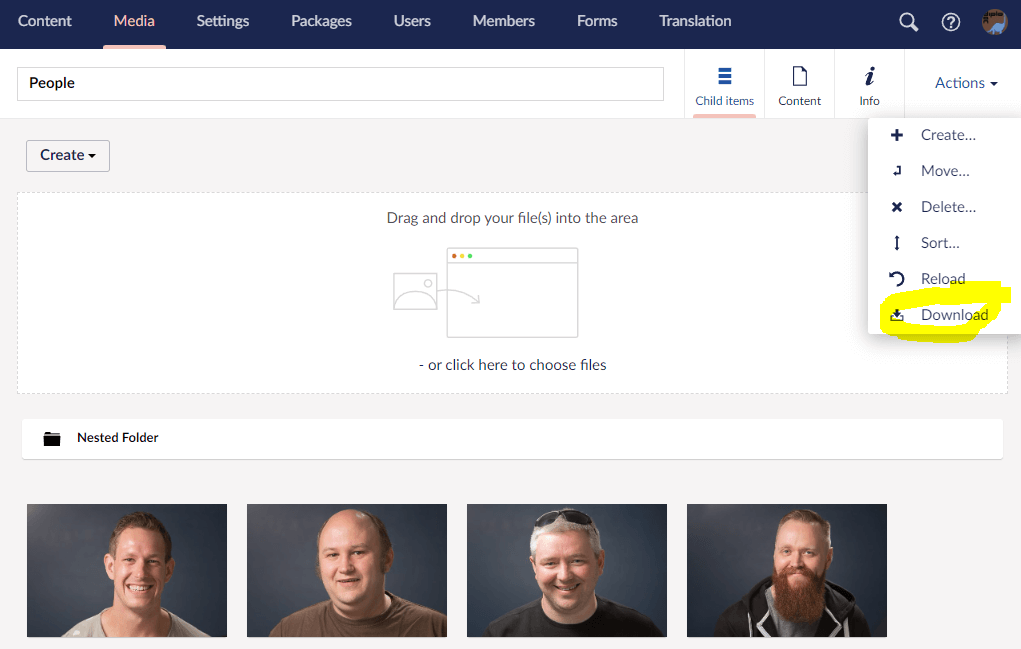 Content Media Settings Packages Users Members Forms Translation
People
Child items Content Info Actions
Create...
Move...
Delete...
Sort...
Reload
Download
Create
Drag and drop your file(s) into the area
- or click here to choose files
Nested Folder